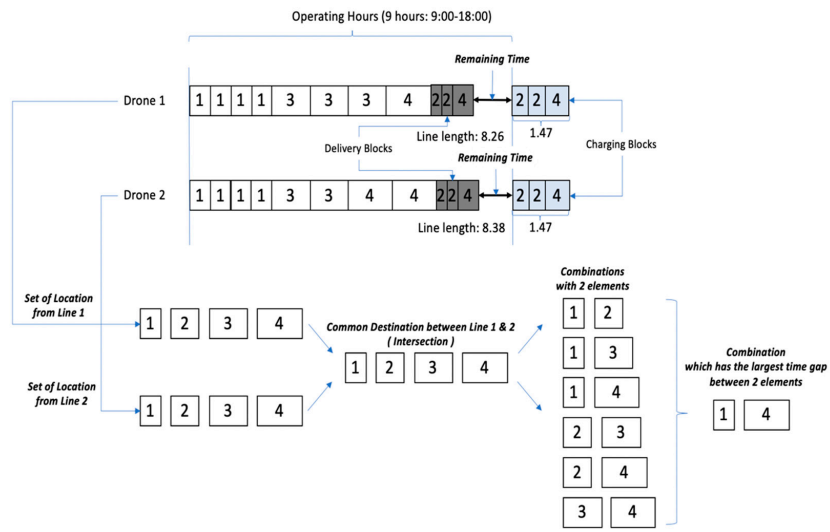 Operating Hours (9 hours: 9:00-18:00)
Remaining Time
Drone 1
1 1 1 1 3 3 3 4 2 2 4
2 2 4
Line length: 8.26
1.47
Delivery Blocks
Charging Blocks
Remaining Time
Drone 2
1 1 1 1 3 3 4 4 2 2 4
2 2 4
Line length: 8.38
1.47
Set of Location
from Line 1
1 2 3 4
Common Destination between Line 1 & 2
( Intersection )
1 2 3 4
Set of Location
from Line 2
1 2 3 4
Combinations
with 2 elements
1 2
1 3
1 4
2 3
2 4
3 4
Combination
which has the largest time gap
between 2 elements
1 4